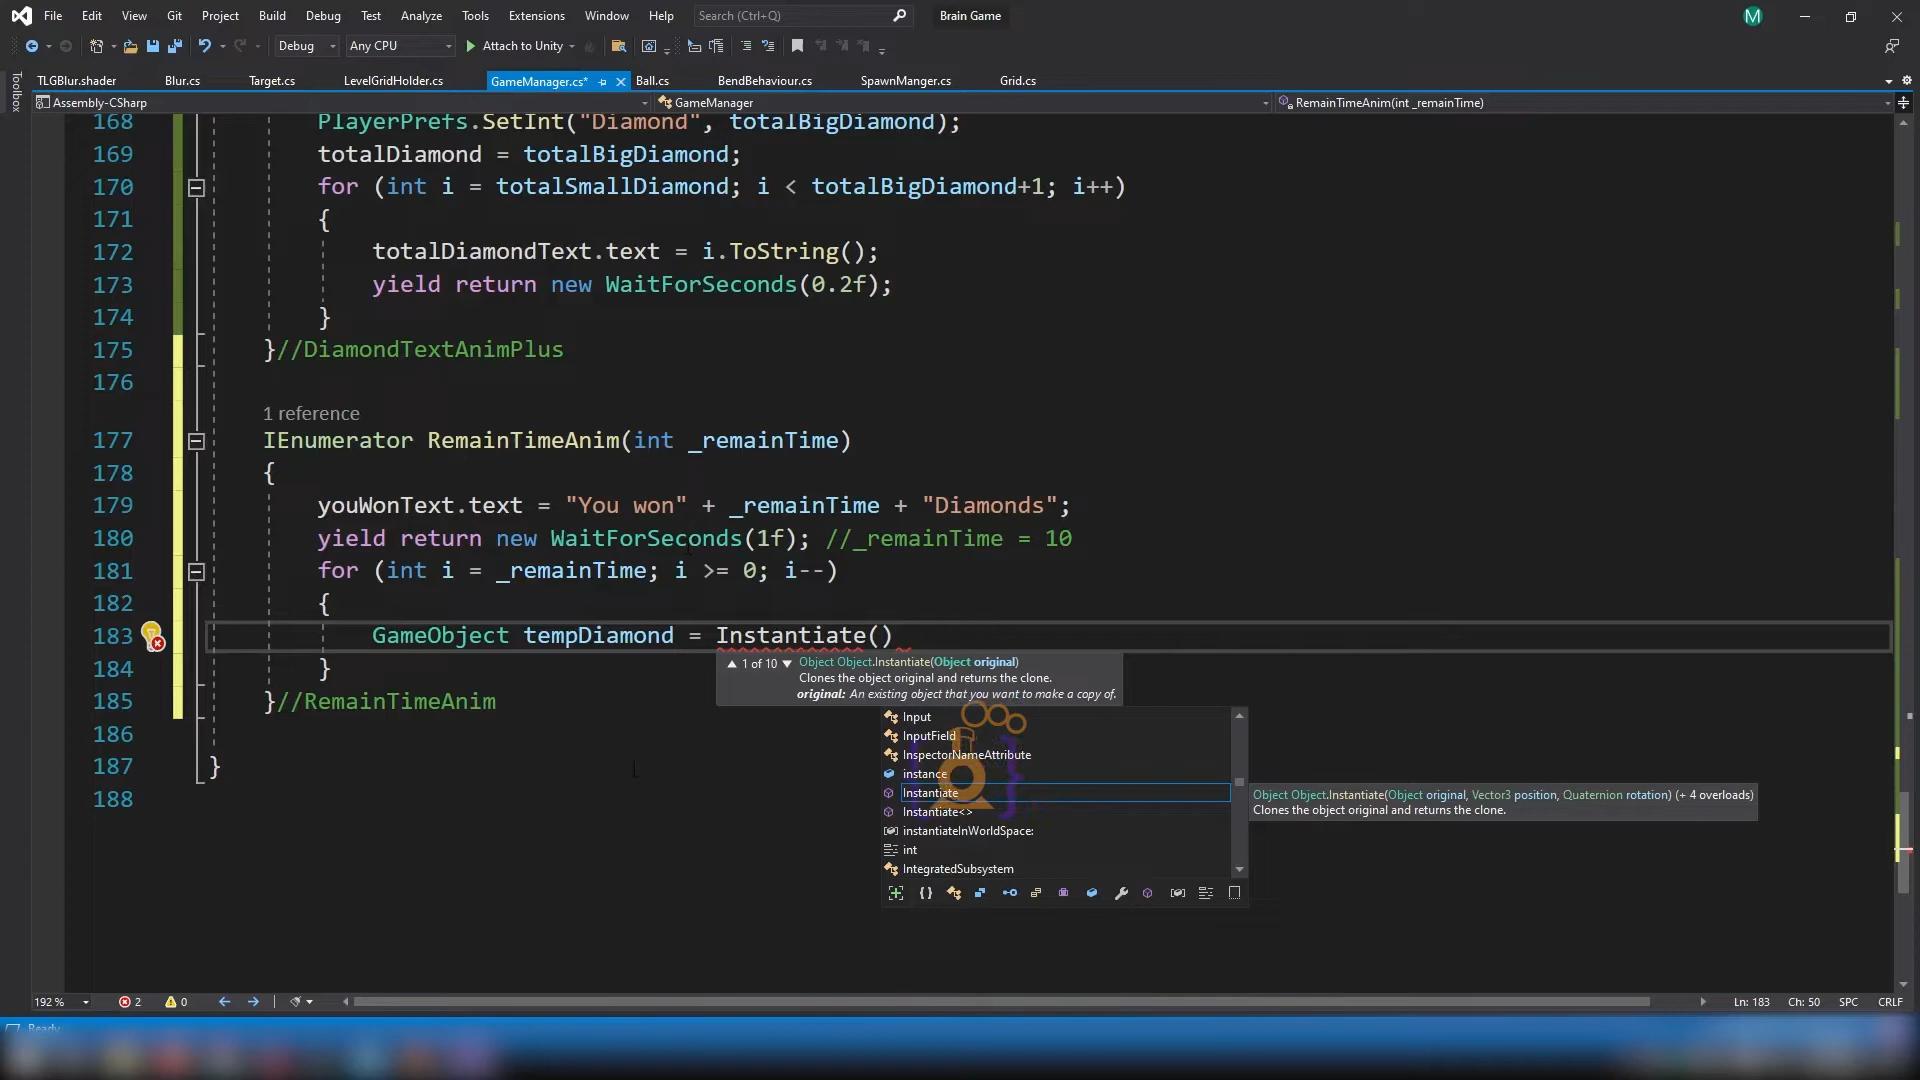 File Edit View Git Project Build Debug Test Analyze Tools Extensions Window Help Search (Ctrl+Q) Brain Game M
Debug Any CPU Attach to Unity
TLGBlur.shader Blur.cs Target.cs LevelGridHolder.cs GameManager.cs* Ball.cs BendBehaviour.cs SpawnManger.cs Grid.cs
Toolbox
Assembly-CSharp GameManager RemainTimeAnim(int _remainTime)
168 PlayerPrefs.SetInt("Diamond", totalBigDiamond);
169 totalDiamond = totalBigDiamond;
170 for (int i = totalSmallDiamond; i < totalBigDiamond+1; i++)
171 {
172 totalDiamondText.text = i.ToString();
173 yield return new WaitForSeconds(0.2f);
174 }
175 }//DiamondTextAnimPlus
176
1 reference
177 IEnumerator RemainTimeAnim(int _remainTime)
178 {
179 youWonText.text = "You won" + _remainTime + "Diamonds";
180 yield return new WaitForSeconds(1f); //_remainTime = 10
181 for (int i = _remainTime; i >= 0; i--)
182 {
183 GameObject tempDiamond = Instantiate()
184 }
185 }//RemainTimeAnim
186
187 }
188
▲ 1 of 10 ▼ Object Object.Instantiate(Object original)
Clones the object original and returns the clone.
original: An existing object that you want to make a copy of.
Input
InputField
InspectorNameAttribute
instance
Instantiate
Instantiate<>
instantiateInWorldSpace:
int
IntegratedSubsystem
Object Object.Instantiate(Object original, Vector3 position, Quaternion rotation) (+ 4 overloads)
Clones the object original and returns the clone.
192 % 2 0 Ln: 183 Ch: 50 SPC CRLF
Ready